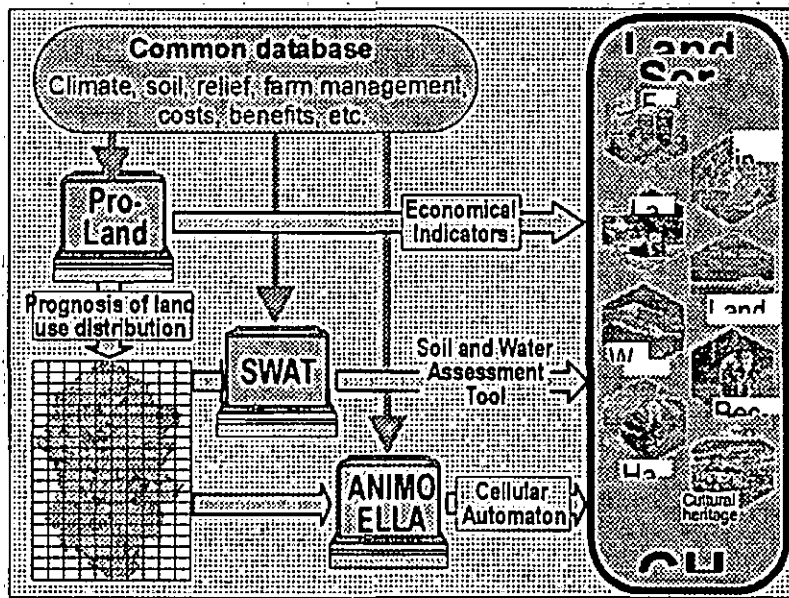 Common database
Climate, soil, relief, farm management,
costs, benefits, etc.
Pro-
Land
Economical
Indicators
Prognosis of land
use distribution
SWAT
Soil and Water
Assessment
Tool
ANIMO
ELLA
Cellular
Automaton
Land
Land
Cultural
heritage